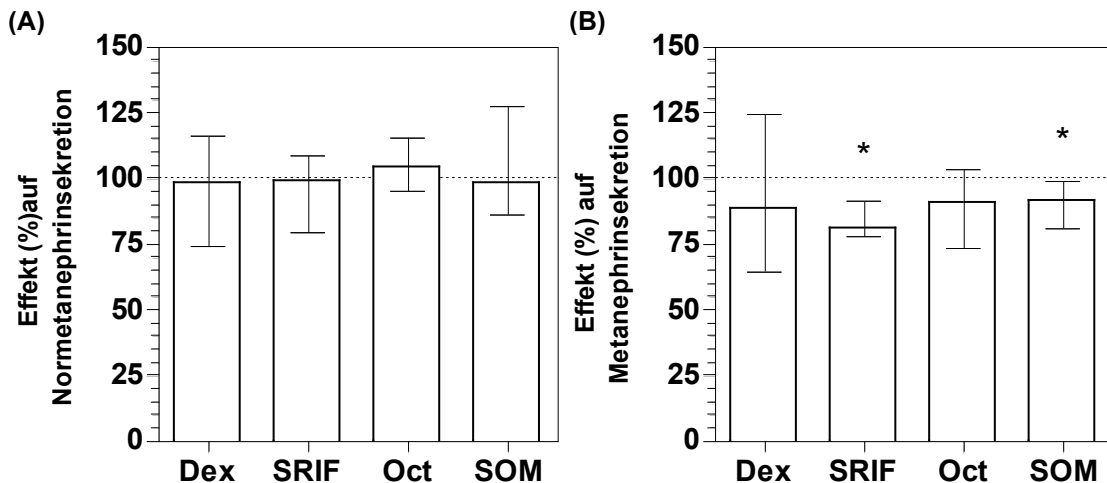 (A)
Effekt (%)auf
Normetanephrinsekretion
150
125
100
75
50
25
0
Dex SRIF Oct SOM
(B)
Effekt (%) auf
Metanephrinsekretion
150
125
100
75
50
25
0
* *
Dex SRIF Oct SOM